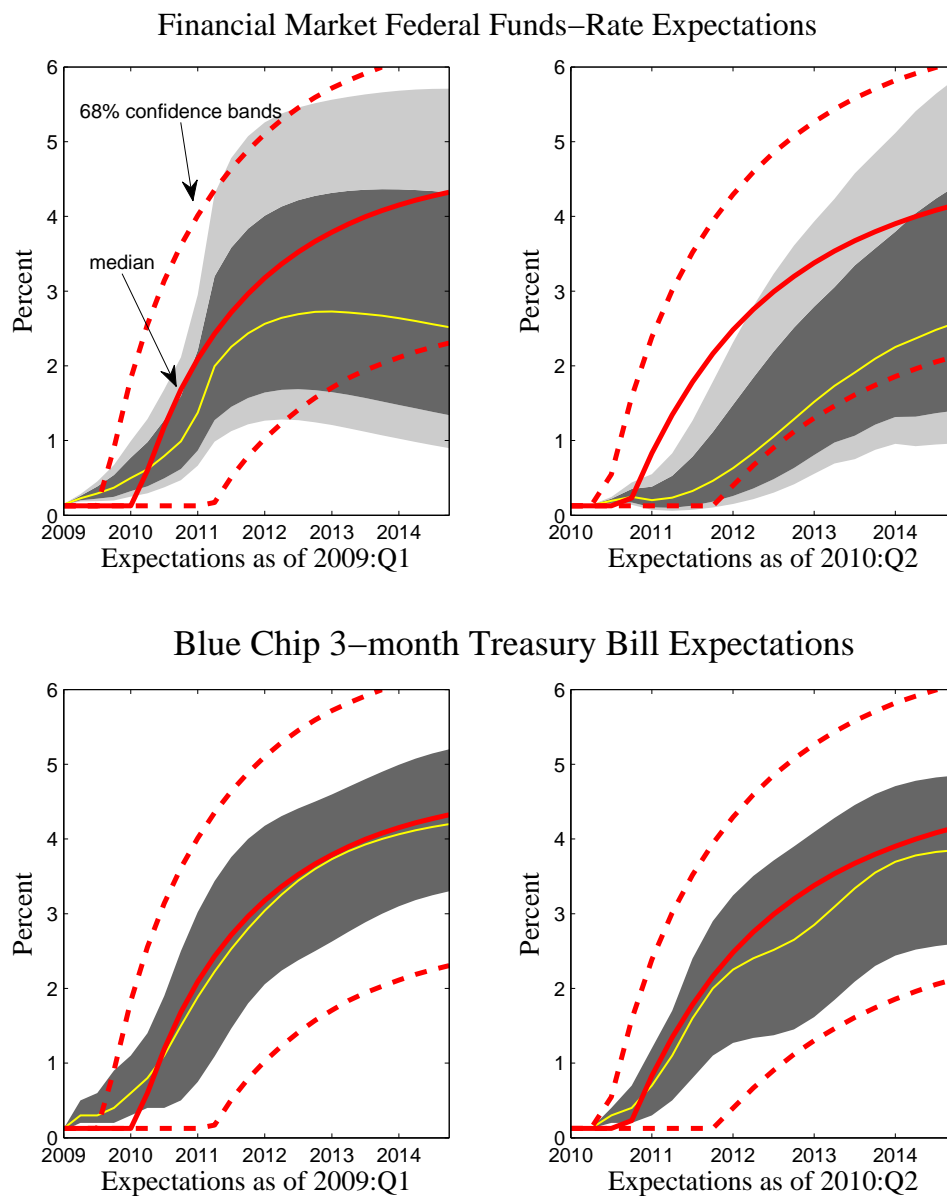 Financial Market Federal Funds−Rate Expectations
6
5
4
3
2
1
0
Percent
68% confidence bands
median
2009 2010 2011 2012 2013 2014
Expectations as of 2009:Q1
6
5
4
3
2
1
0
Percent
2010 2011 2012 2013 2014
Expectations as of 2010:Q2
Blue Chip 3−month Treasury Bill Expectations
6
5
4
3
2
1
0
Percent
2009 2010 2011 2012 2013 2014
Expectations as of 2009:Q1
6
5
4
3
2
1
0
Percent
2010 2011 2012 2013 2014
Expectations as of 2010:Q2